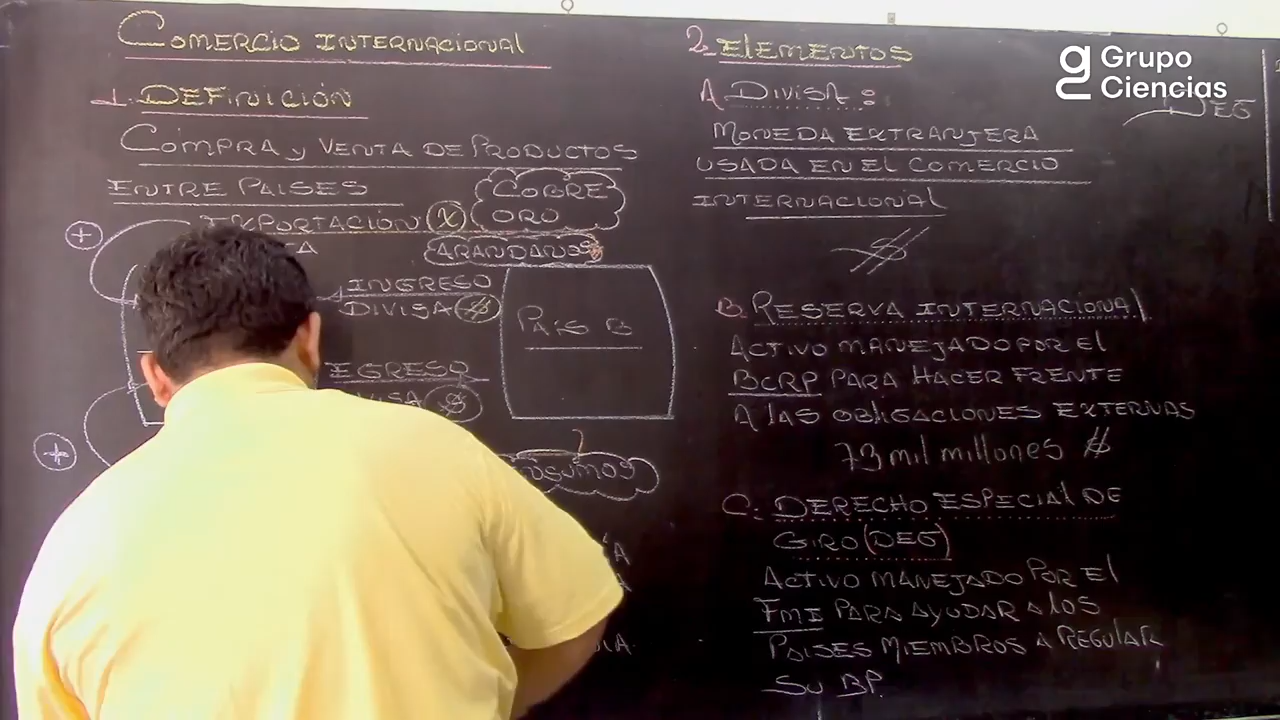 COMERCIO INTERNACIONAL
1. DEFINICIÓN
COMPRA y VENTA DE PRODUCTOS
ENTRE PAISES
COBRE
ORO
EXPORTACIÓN (X)
ARANDANOS
+
INGRESO
DIVISA $
PAÍS B
EGRESO
$
+
2. ELEMENTOS
A. DIVISA :
MONEDA EXTRANJERA
USADA EN EL COMERCIO
INTERNACIONAL
$
B. RESERVA INTERNACIONAL
ACTIVO MANEJADO POR El
BCRP PARA HACER FRENTE
A lAS OBlIGACIONES EXTERNAS
73 mil millones $
C. DERECHO ESPECIAl DE
GIRO (DEG)
ACTIVO MANEJADO POR El
FMI PARA AYUDAR A lOS
PAISES MIEMBROS A REGULAR
SU BP.
DEG
Grupo
Ciencias